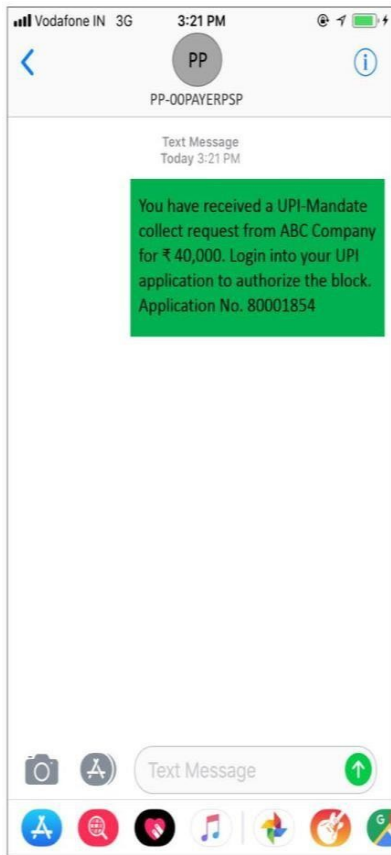 Vodafone IN 3G 3:21 PM
PP
PP-00PAYERPSP
Text Message
Today 3:21 PM
You have received a UPI-Mandate
collect request from ABC Company
for ₹ 40,000. Login into your UPI
application to authorize the block.
Application No. 80001854
Text Message
G